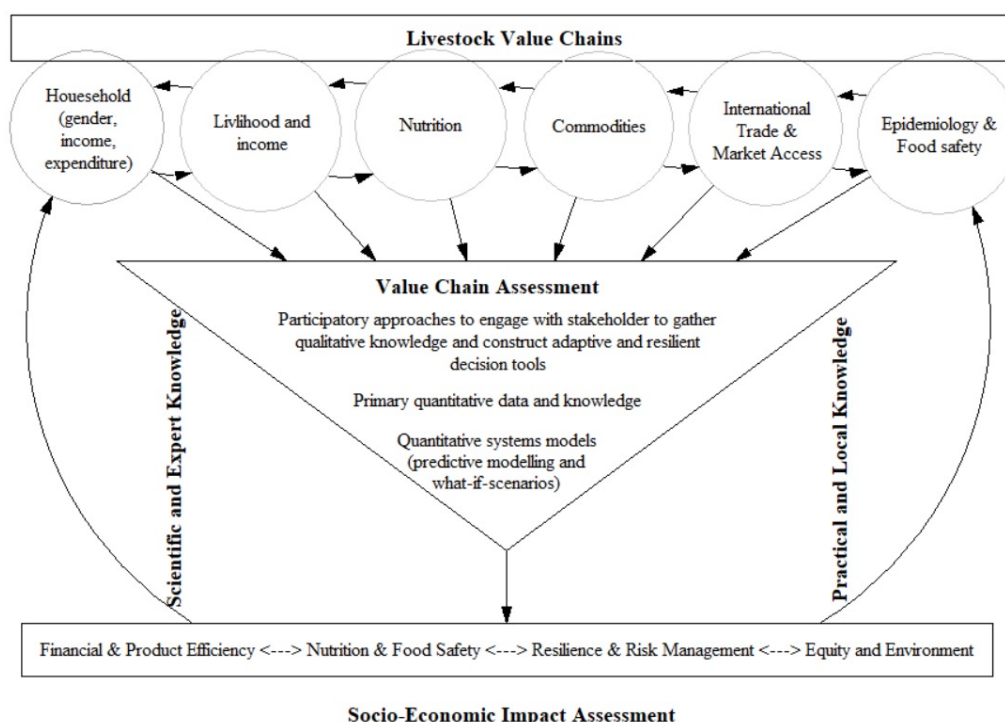 Livestock Value Chains
Houesehold
(gender,
income,
expenditure)
Livlihood and
income
Nutrition
Commodities
International
Trade &
Market Access
Epidemiology &
Food safety
Value Chain Assessment
Participatory approaches to engage with stakeholder to gather
qualitative knowledge and construct adaptive and resilient
decision tools
Primary quantitative data and knowledge
Quantitative systems models
(predictive modelling and
what-if-scenarios)
Scientific and Expert Knowledge
Practical and Local Knowledge
Financial & Product Efficiency <---> Nutrition & Food Safety <---> Resilience & Risk Management <---> Equity and Environment
Socio-Economic Impact Assessment